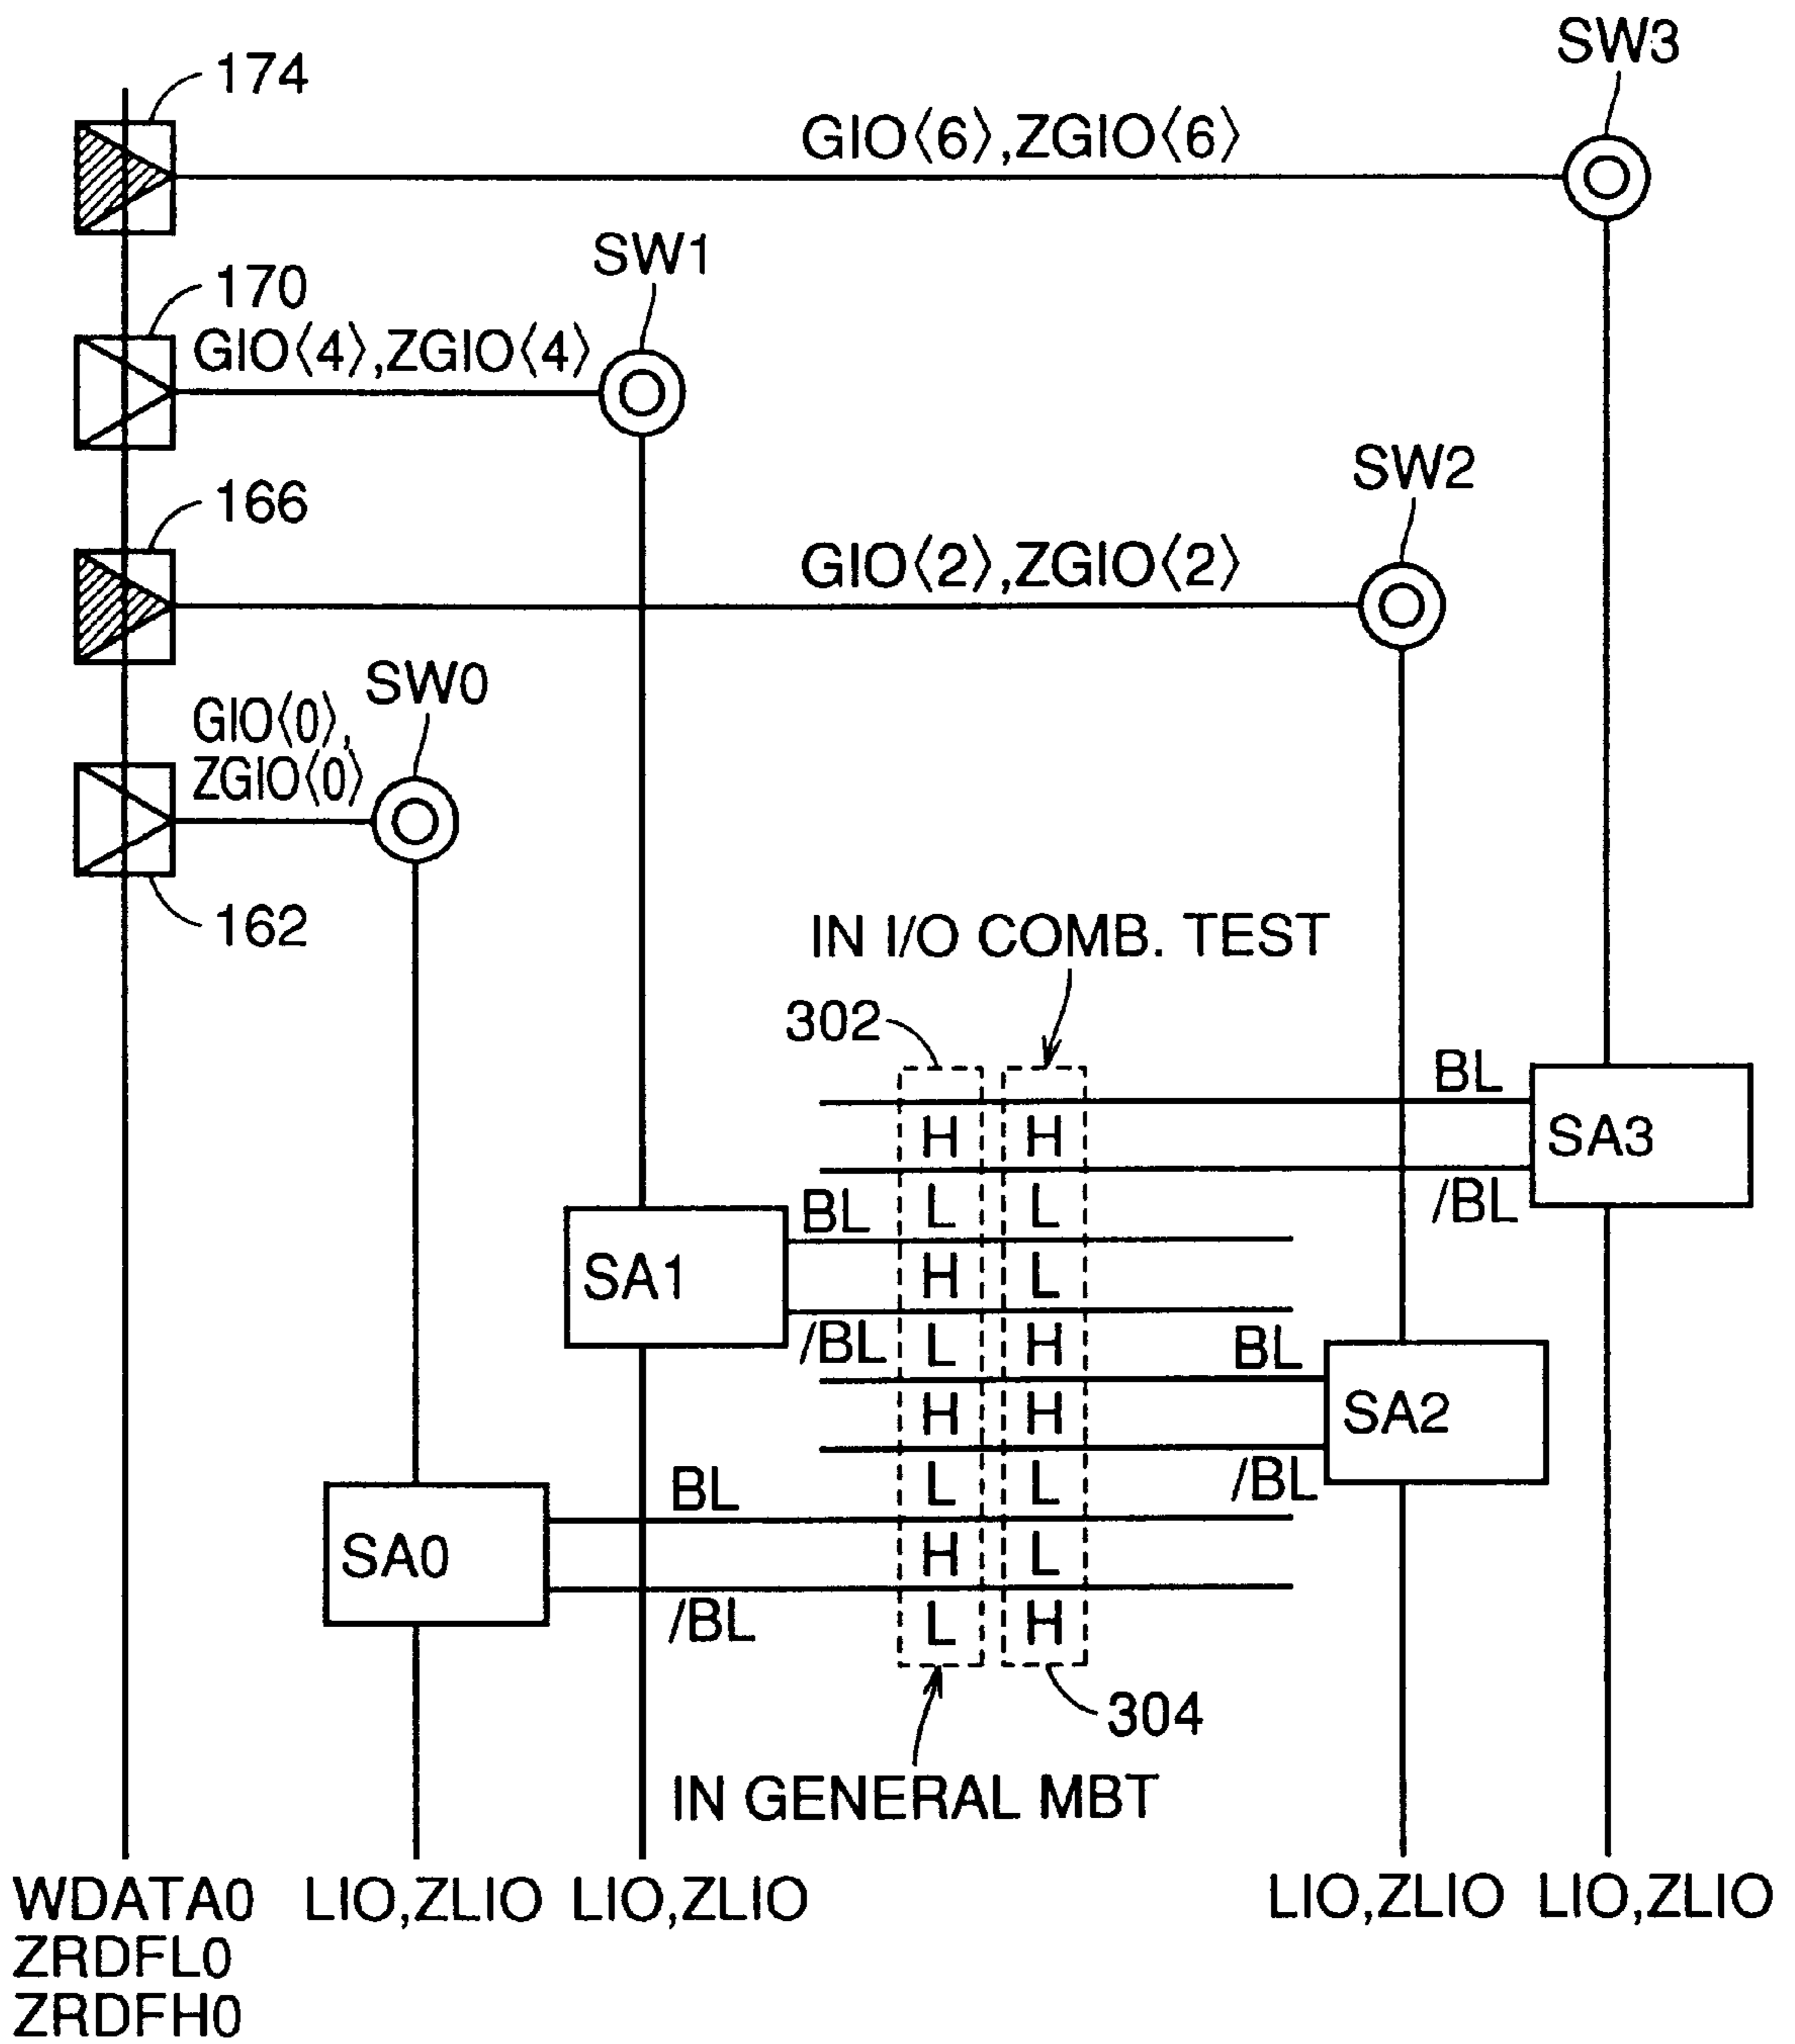 SW3
174
GIO⟨6⟩,ZGIO⟨6⟩
SW1
170
GIO⟨4⟩,ZGIO⟨4⟩
SW2
166
GIO⟨2⟩,ZGIO⟨2⟩
SW0
GIO⟨0⟩,
ZGIO⟨0⟩
162
IN I/O COMB. TEST
302
BL
H H
SA3
L L
/BL
BL
SA1
H L
/BL
L H
BL
H H
SA2
L L
/BL
BL
SA0
H L
/BL
L H
304
IN GENERAL MBT
WDATA0
ZRDFL0
ZRDFH0
LIO,ZLIO
LIO,ZLIO
LIO,ZLIO
LIO,ZLIO